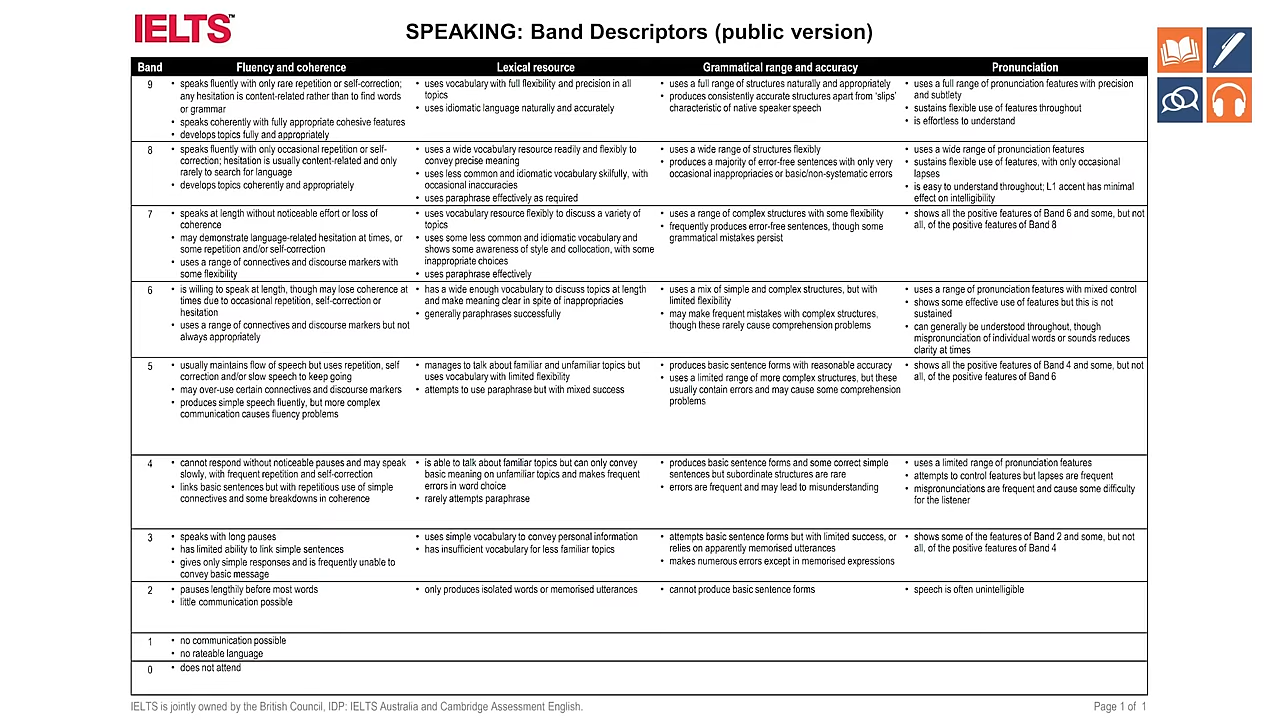 IELTS™
SPEAKING: Band Descriptors (public version)
Band Fluency and coherence Lexical resource Grammatical range and accuracy Pronunciation
9
• speaks fluently with only rare repetition or self-correction;
any hesitation is content-related rather than to find words
or grammar
• speaks coherently with fully appropriate cohesive features
• develops topics fully and appropriately
• uses vocabulary with full flexibility and precision in all
topics
• uses idiomatic language naturally and accurately
• uses a full range of structures naturally and appropriately
• produces consistently accurate structures apart from ‘slips’
characteristic of native speaker speech
• uses a full range of pronunciation features with precision
and subtlety
• sustains flexible use of features throughout
• is effortless to understand
8
• speaks fluently with only occasional repetition or self-
correction; hesitation is usually content-related and only
rarely to search for language
• develops topics coherently and appropriately
• uses a wide vocabulary resource readily and flexibly to
convey precise meaning
• uses less common and idiomatic vocabulary skilfully, with
occasional inaccuracies
• uses paraphrase effectively as required
• uses a wide range of structures flexibly
• produces a majority of error-free sentences with only very
occasional inappropriacies or basic/non-systematic errors
• uses a wide range of pronunciation features
• sustains flexible use of features, with only occasional
lapses
• is easy to understand throughout; L1 accent has minimal
effect on intelligibility
7
• speaks at length without noticeable effort or loss of
coherence
• may demonstrate language-related hesitation at times, or
some repetition and/or self-correction
• uses a range of connectives and discourse markers with
some flexibility
• uses vocabulary resource flexibly to discuss a variety of
topics
• uses some less common and idiomatic vocabulary and
shows some awareness of style and collocation, with some
inappropriate choices
• uses paraphrase effectively
• uses a range of complex structures with some flexibility
• frequently produces error-free sentences, though some
grammatical mistakes persist
• shows all the positive features of Band 6 and some, but not
all, of the positive features of Band 8
6
• is willing to speak at length, though may lose coherence at
times due to occasional repetition, self-correction or
hesitation
• uses a range of connectives and discourse markers but not
always appropriately
• has a wide enough vocabulary to discuss topics at length
and make meaning clear in spite of inappropriacies
• generally paraphrases successfully
• uses a mix of simple and complex structures, but with
limited flexibility
• may make frequent mistakes with complex structures,
though these rarely cause comprehension problems
• uses a range of pronunciation features with mixed control
• shows some effective use of features but this is not
sustained
• can generally be understood throughout, though
mispronunciation of individual words or sounds reduces
clarity at times
5
• usually maintains flow of speech but uses repetition, self
correction and/or slow speech to keep going
• may over-use certain connectives and discourse markers
• produces simple speech fluently, but more complex
communication causes fluency problems
• manages to talk about familiar and unfamiliar topics but
uses vocabulary with limited flexibility
• attempts to use paraphrase but with mixed success
• produces basic sentence forms with reasonable accuracy
• uses a limited range of more complex structures, but these
usually contain errors and may cause some comprehension
problems
• shows all the positive features of Band 4 and some, but not
all, of the positive features of Band 6
4
• cannot respond without noticeable pauses and may speak
slowly, with frequent repetition and self-correction
• links basic sentences but with repetitious use of simple
connectives and some breakdowns in coherence
• is able to talk about familiar topics but can only convey
basic meaning on unfamiliar topics and makes frequent
errors in word choice
• rarely attempts paraphrase
• produces basic sentence forms and some correct simple
sentences but subordinate structures are rare
• errors are frequent and may lead to misunderstanding
• uses a limited range of pronunciation features
• attempts to control features but lapses are frequent
• mispronunciations are frequent and cause some difficulty
for the listener
3
• speaks with long pauses
• has limited ability to link simple sentences
• gives only simple responses and is frequently unable to
convey basic message
• uses simple vocabulary to convey personal information
• has insufficient vocabulary for less familiar topics
• attempts basic sentence forms but with limited success, or
relies on apparently memorised utterances
• makes numerous errors except in memorised expressions
• shows some of the features of Band 2 and some, but not
all, of the positive features of Band 4
2
• pauses lengthily before most words
• little communication possible
• only produces isolated words or memorised utterances
• cannot produce basic sentence forms
• speech is often unintelligible
1
• no communication possible
• no rateable language
0
• does not attend
IELTS is jointly owned by the British Council, IDP: IELTS Australia and Cambridge Assessment English.
Page 1 of 1